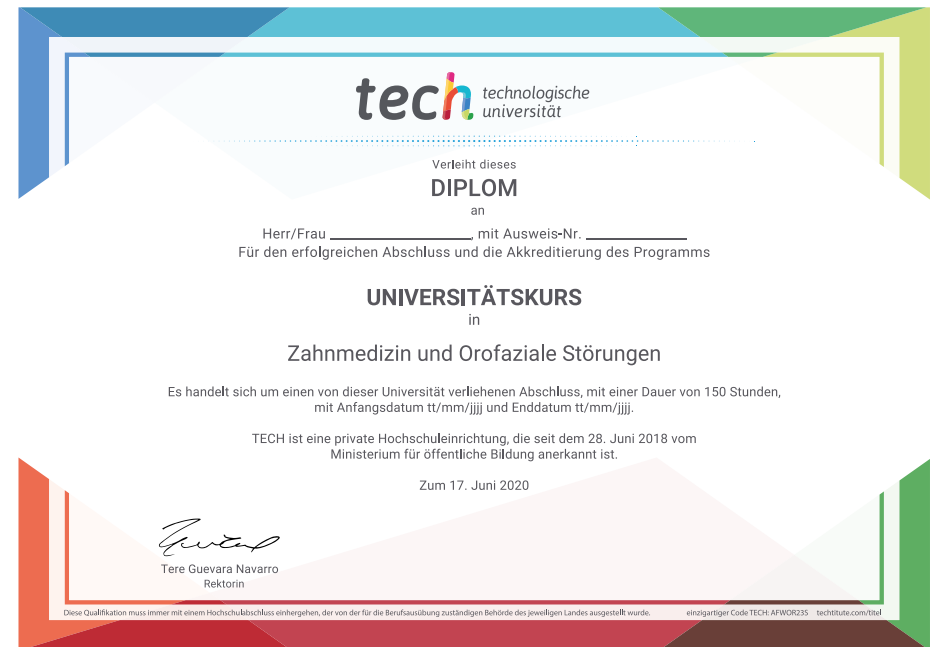 tech technologische
universität
Verleiht dieses
DIPLOM
an
Herr/Frau ____________, mit Ausweis-Nr. ____________
Für den erfolgreichen Abschluss und die Akkreditierung des Programms
UNIVERSITÄTSKURS
in
Zahnmedizin und Orofaziale Störungen
Es handelt sich um einen von dieser Universität verliehenen Abschluss, mit einer Dauer von 150 Stunden,
mit Anfangsdatum tt/mm/jjjj und Enddatum tt/mm/jjjj.
TECH ist eine private Hochschuleinrichtung, die seit dem 28. Juni 2018 vom
Ministerium für öffentliche Bildung anerkannt ist.
Zum 17. Juni 2020
Tere Guevara Navarro
Rektorin
Diese Qualifikation muss immer mit einem Hochschulabschluss einhergehen, der von der für die Berufsausübung zuständigen Behörde des jeweiligen Landes ausgestellt wurde. einzigartiger Code TECH: AFWOR235 techtitute.com/titel